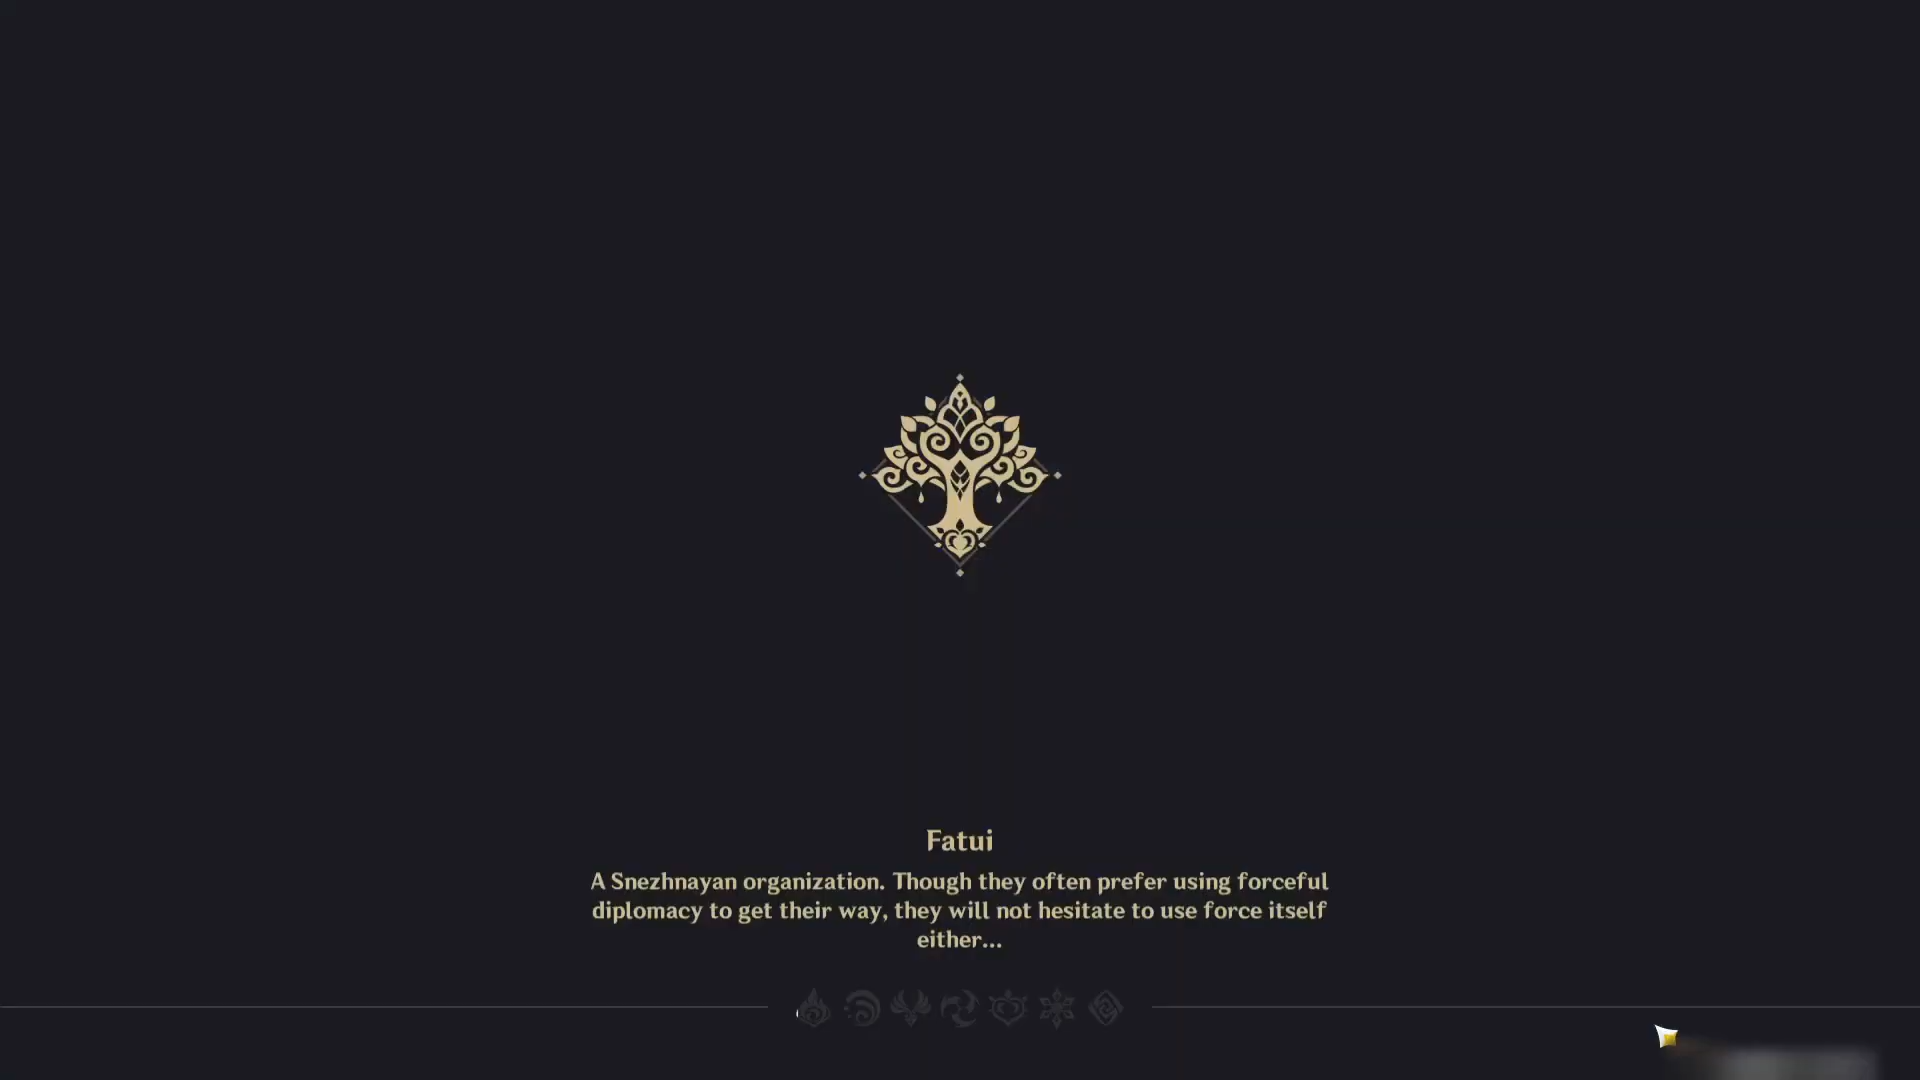 Fatui
A Snezhnayan organization. Though they often prefer using forceful
diplomacy to get their way, they will not hesitate to use force itself
either...